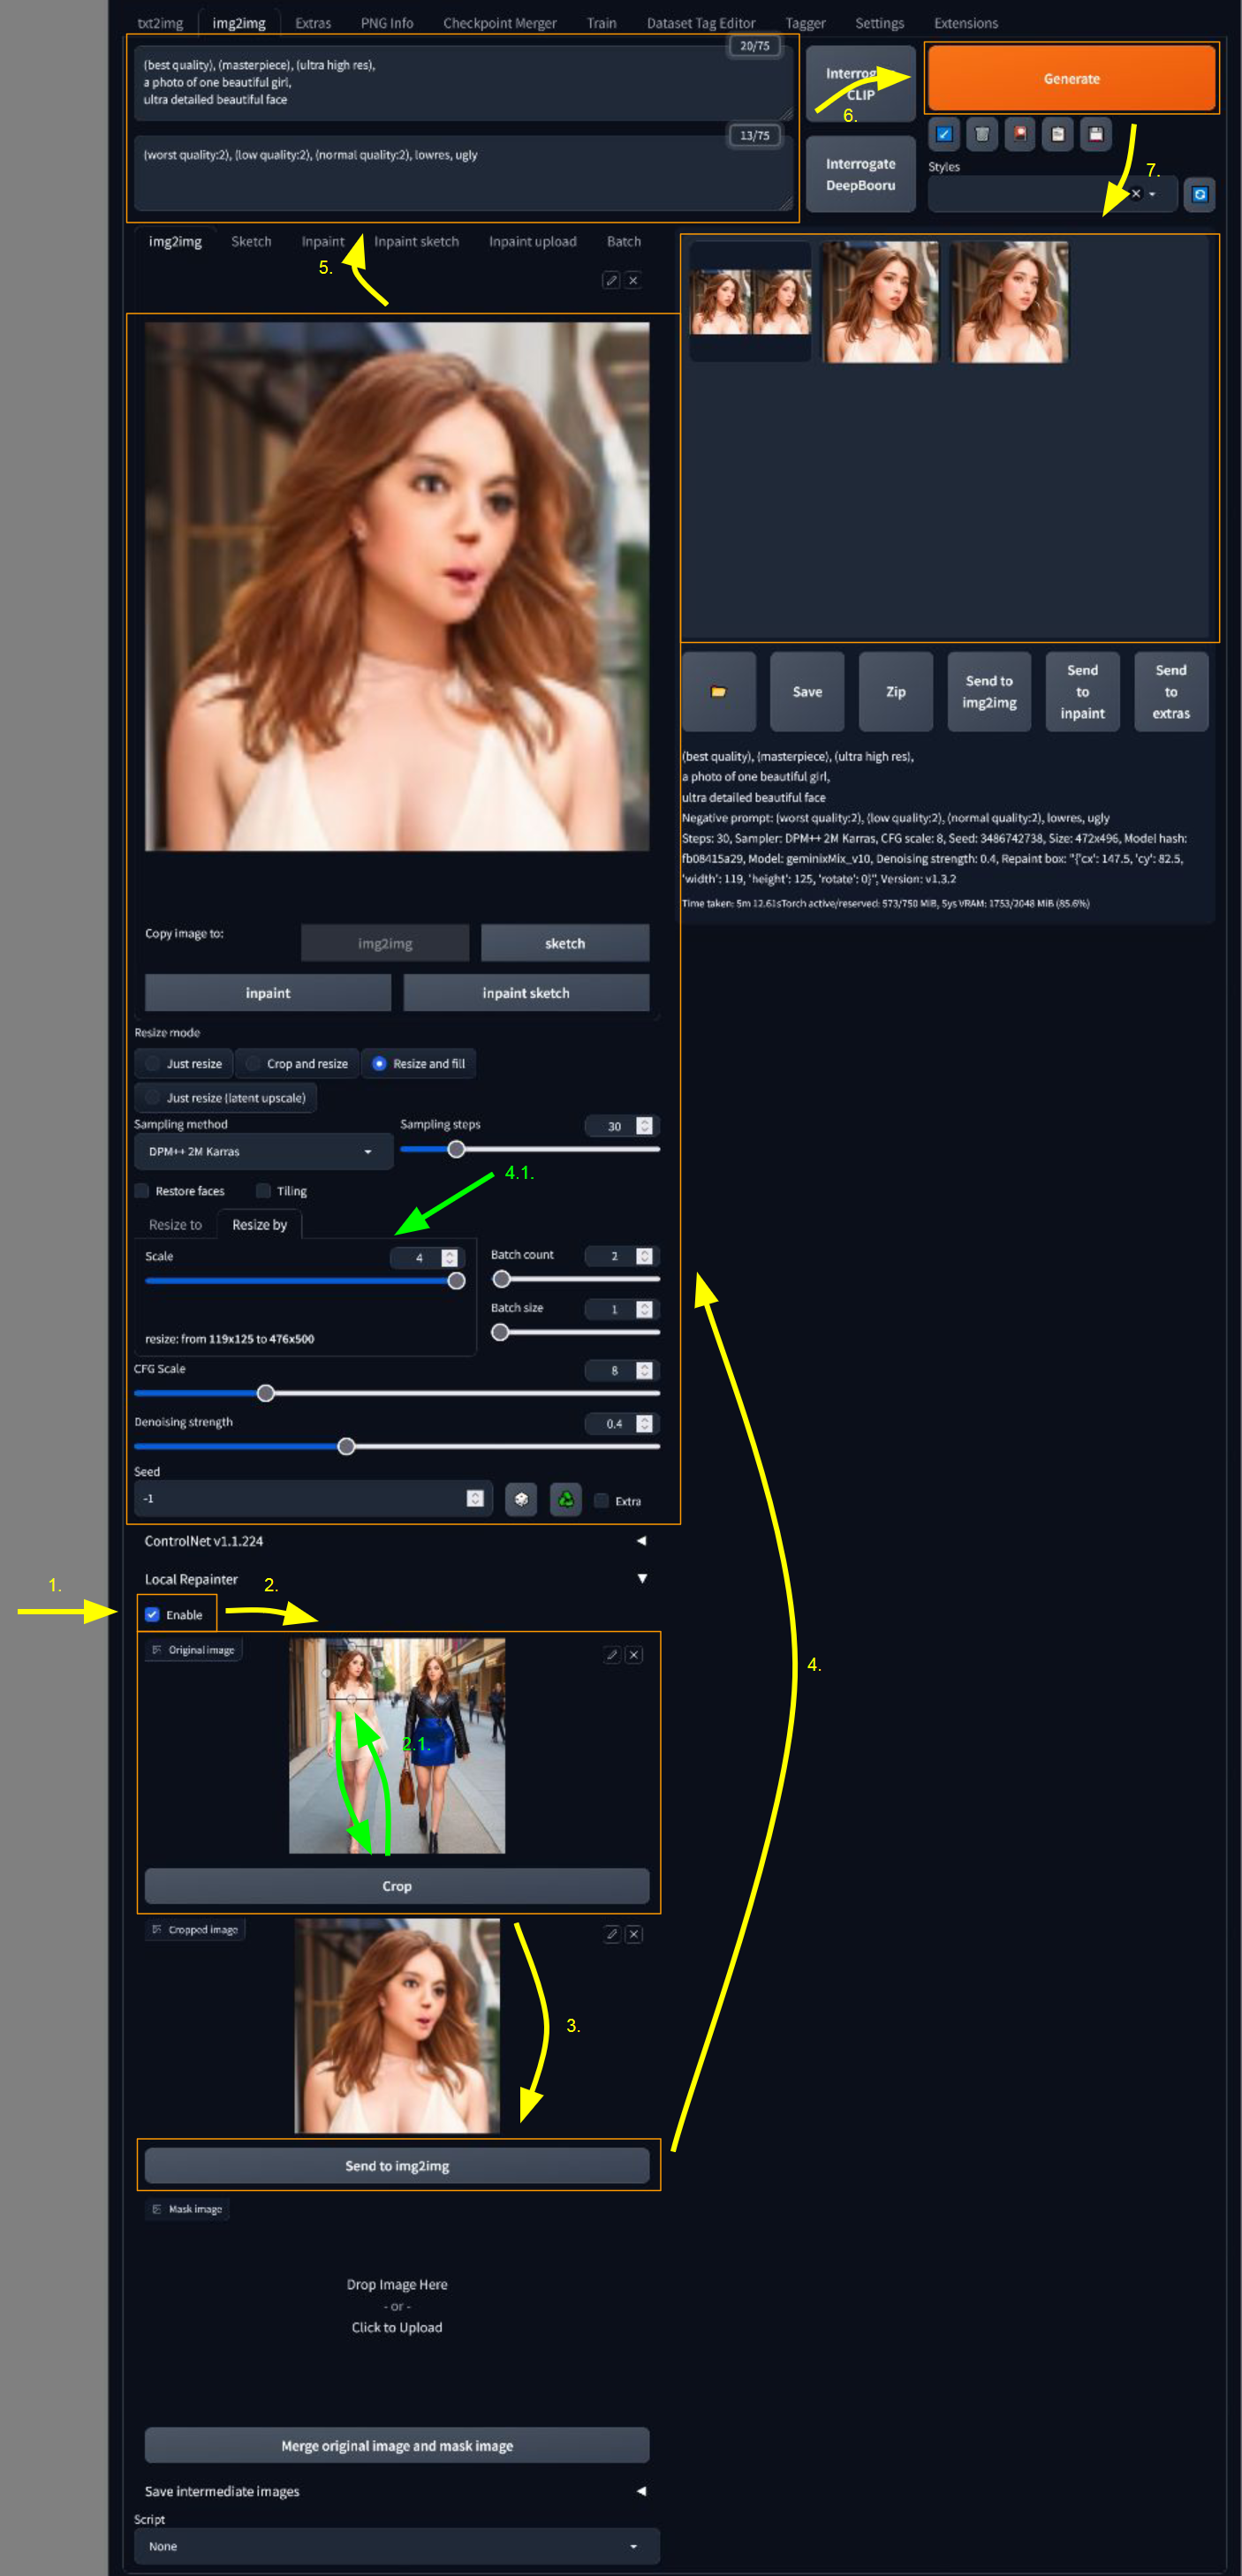 txt2img img2img Extras PNG Info Checkpoint Merger Train Dataset Tag Editor Tagger Settings Extensions
20/75
(best quality), (masterpiece), (ultra high res),
a photo of one beautiful girl,
ultra detailed beautiful face
13/75
(worst quality:2), (low quality:2), (normal quality:2), lowres, ugly
CLIP
6.
Interrogate
DeepBooru
Generate
Styles
7.
img2img Sketch Inpaint Inpaint sketch Inpaint upload Batch
5.
Copy image to:
img2img
sketch
inpaint
inpaint sketch
Resize mode
Just resize Crop and resize Resize and fill
Just resize (latent upscale)
Sampling method
DPM++ 2M Karras
Sampling steps
30
Restore faces Tiling
4.1.
Resize to Resize by
Scale
4
resize: from 119x125 to 476x500
Batch count
2
Batch size
1
CFG Scale
8
Denoising strength
0.4
Seed
-1
Extra
ControlNet v1.1.224
Local Repainter
1.
Enable
2.
Original image
2.1.
Crop
Cropped image
3.
Send to img2img
4.
Mask image
Drop Image Here
- or -
Click to Upload
Merge original image and mask image
Save intermediate images
Script
None
Save
Zip
Send to
img2img
Send
to
inpaint
Send
to
extras
(best quality), (masterpiece), (ultra high res),
a photo of one beautiful girl,
ultra detailed beautiful face
Negative prompt: (worst quality:2), (low quality:2), (normal quality:2), lowres, ugly
Steps: 30, Sampler: DPM++ 2M Karras, CFG scale: 8, Seed: 3486742738, Size: 472x496, Model hash:
fb08415a29, Model: geminixMix_v10, Denoising strength: 0.4, Repaint box: "{'cx': 147.5, 'cy': 82.5,
'width': 119, 'height': 125, 'rotate': 0}", Version: v1.3.2
Time taken: 5m 12.61sTorch active/reserved: 573/750 MiB, Sys VRAM: 1753/2048 MiB (85.6%)